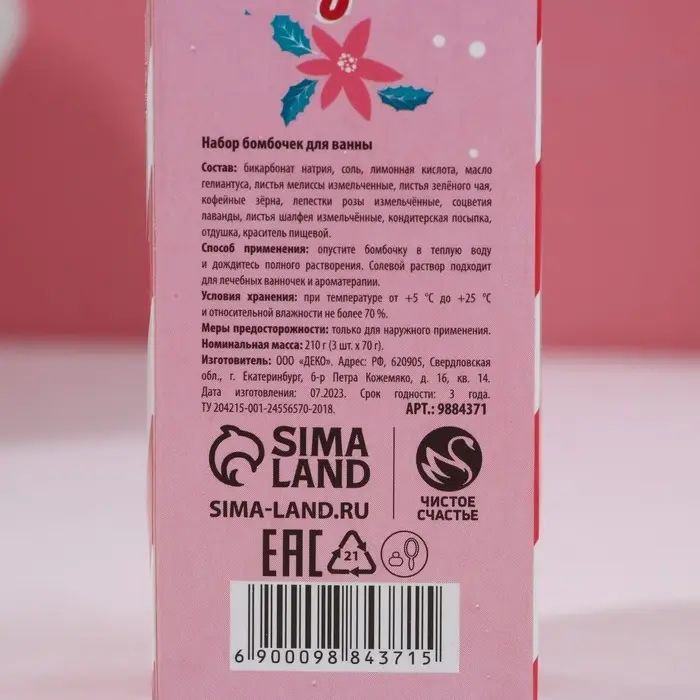 Набор бомбочек для ванны
Состав: бикарбонат натрия, соль, лимонная кислота, масло
гелиантуса, листья мелиссы измельченные, листья зелёного чая,
кофейные зёрна, лепестки розы измельчённые, соцветия
лаванды, листья шалфея измельчённые, кондитерская посыпка,
отдушка, краситель пищевой.
Способ применения: опустите бомбочку в теплую воду
и дождитесь полного растворения. Солевой раствор подходит
для лечебных ванночек и ароматерапии.
Условия хранения: при температуре от +5 °С до +25 °С
и относительной влажности не более 70 %.
Меры предосторожности: только для наружного применения.
Номинальная масса: 210 г (3 шт. х 70 г).
Изготовитель: ООО «ДЕКО». Адрес: РФ, 620905, Свердловская
обл., г. Екатеринбург, б-р Петра Кожемяко, д. 16, кв. 14.
Дата изготовления: 07.2023. Срок годности: 3 года.
ТУ 204215-001-24556570-2018. АРТ.: 9884371
SIMA
LAND
SIMA-LAND.RU
ЧИСТОЕ
СЧАСТЬЕ
EAC
21
6 900098 843715